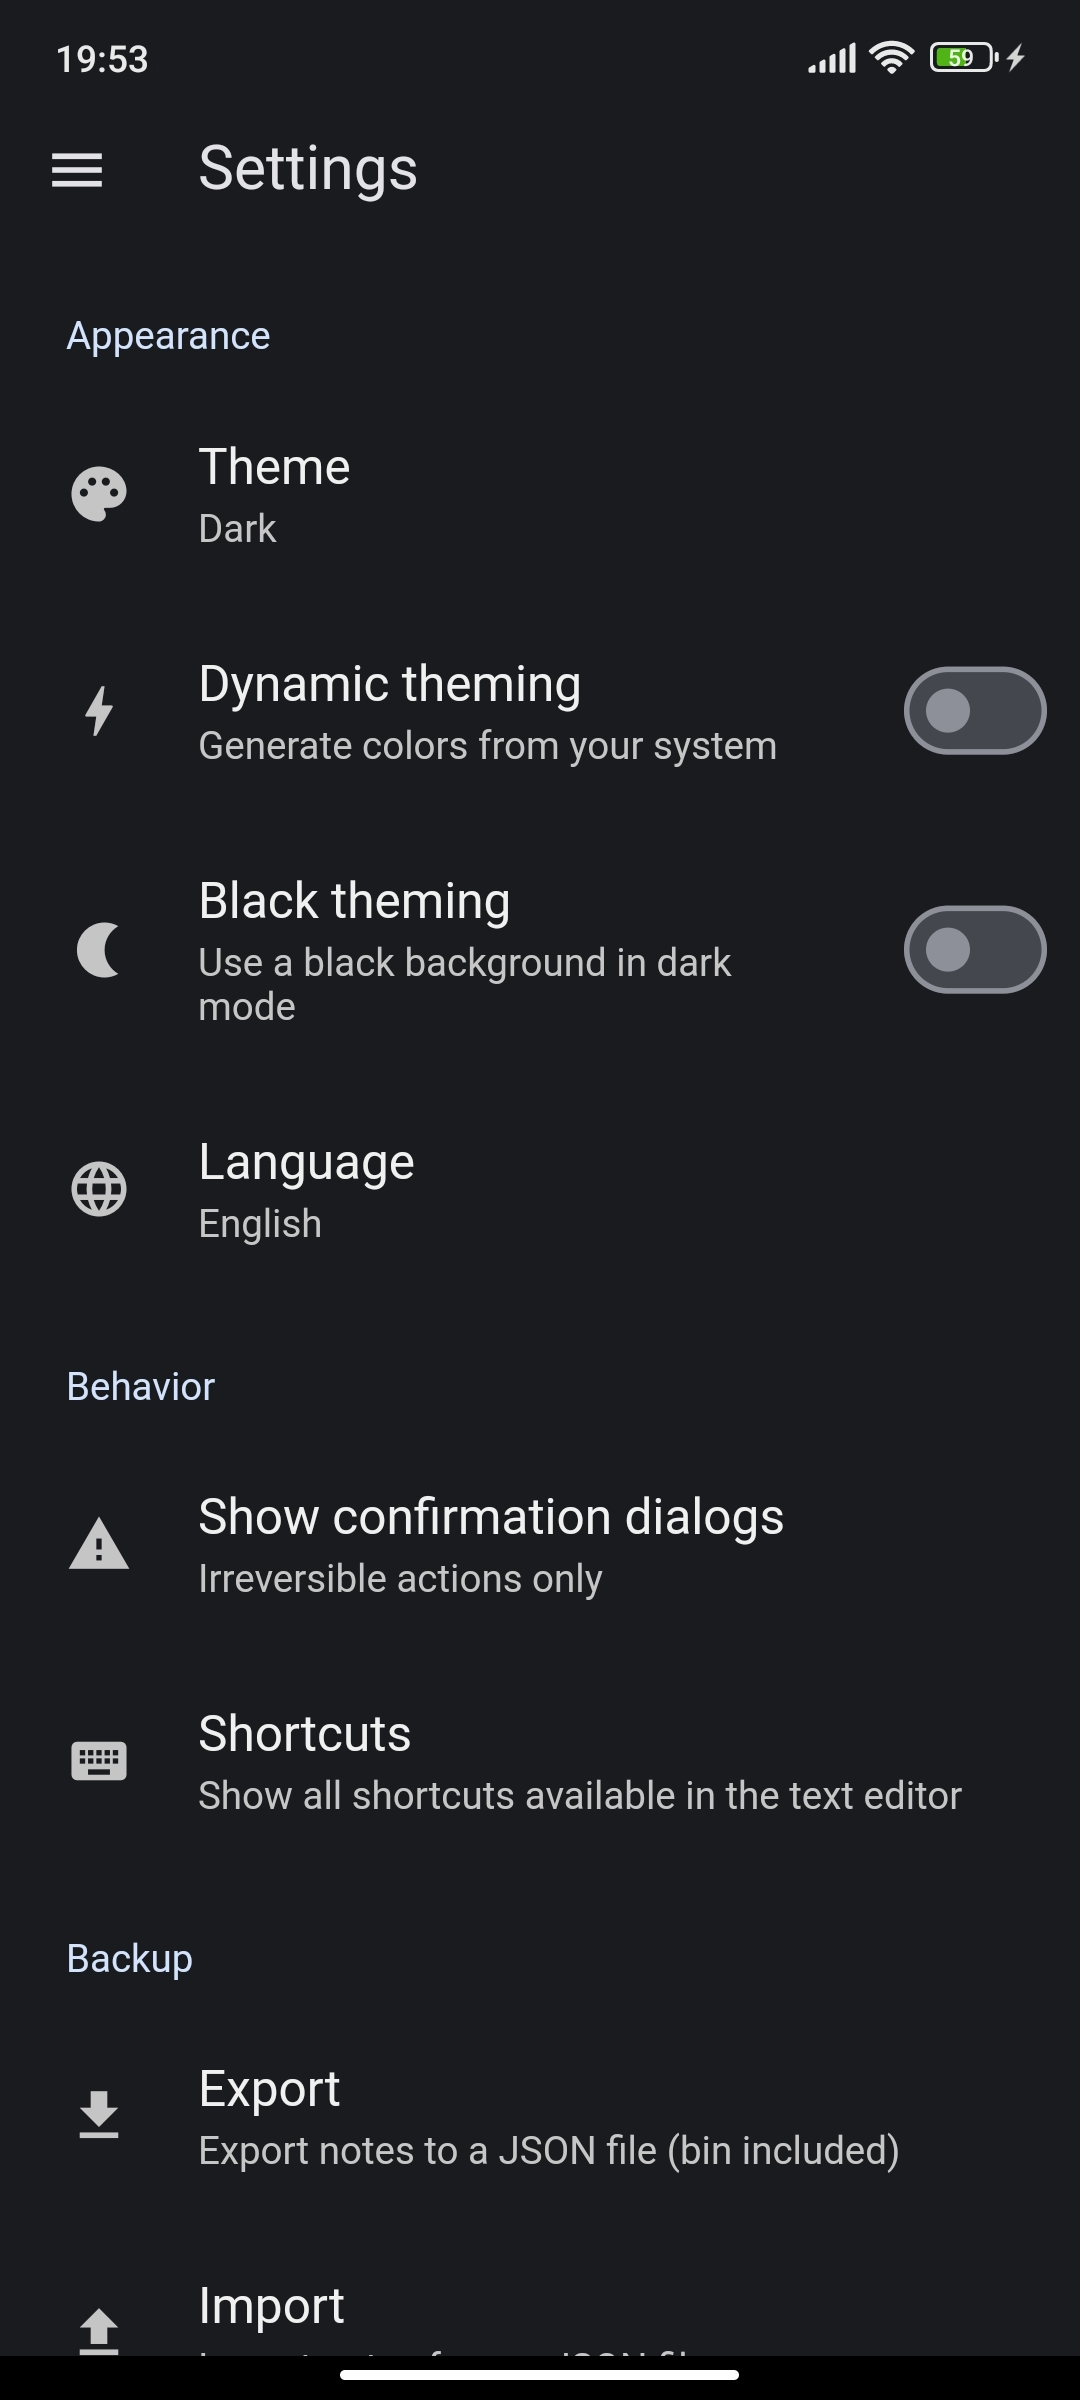 19:53
59
Settings
Appearance
Theme
Dark
Dynamic theming
Generate colors from your system
Black theming
Use a black background in dark
mode
Language
English
Behavior
Show confirmation dialogs
Irreversible actions only
Shortcuts
Show all shortcuts available in the text editor
Backup
Export
Export notes to a JSON file (bin included)
Import